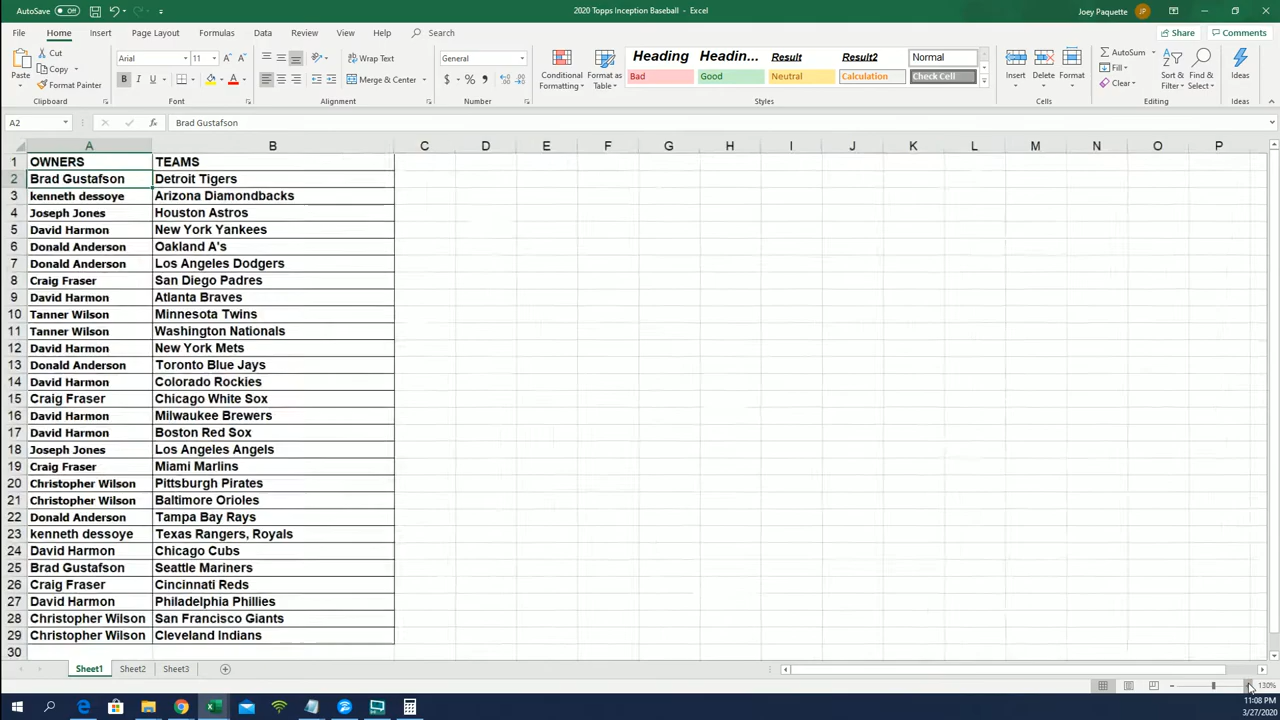 AutoSave Off 2020 Topps Inception Baseball - Excel Joey Paquette JP
File Home Insert Page Layout Formulas Data Review View Help Search Share Comments
Paste Cut Copy Format Painter Clipboard
Arial 11 B I U A Font
Wrap Text Merge & Center Alignment
General $ % Number
Conditional Formatting Format as Table
Heading Headin... Result Result2 Normal
Bad Good Neutral Calculation Check Cell
Styles
Insert Delete Format Cells
AutoSum Fill Clear Sort & Filter Find & Select Editing
Ideas Ideas
A2 fx Brad Gustafson
A B C D E F G H I J K L M N O P
1 OWNERS TEAMS
2 Brad Gustafson Detroit Tigers
3 kenneth dessoye Arizona Diamondbacks
4 Joseph Jones Houston Astros
5 David Harmon New York Yankees
6 Donald Anderson Oakland A's
7 Donald Anderson Los Angeles Dodgers
8 Craig Fraser San Diego Padres
9 David Harmon Atlanta Braves
10 Tanner Wilson Minnesota Twins
11 Tanner Wilson Washington Nationals
12 David Harmon New York Mets
13 Donald Anderson Toronto Blue Jays
14 David Harmon Colorado Rockies
15 Craig Fraser Chicago White Sox
16 David Harmon Milwaukee Brewers
17 David Harmon Boston Red Sox
18 Joseph Jones Los Angeles Angels
19 Craig Fraser Miami Marlins
20 Christopher Wilson Pittsburgh Pirates
21 Christopher Wilson Baltimore Orioles
22 Donald Anderson Tampa Bay Rays
23 kenneth dessoye Texas Rangers, Royals
24 David Harmon Chicago Cubs
25 Brad Gustafson Seattle Mariners
26 Craig Fraser Cincinnati Reds
27 David Harmon Philadelphia Phillies
28 Christopher Wilson San Francisco Giants
29 Christopher Wilson Cleveland Indians
30
Sheet1 Sheet2 Sheet3
130%
11:08 PM
3/27/2020